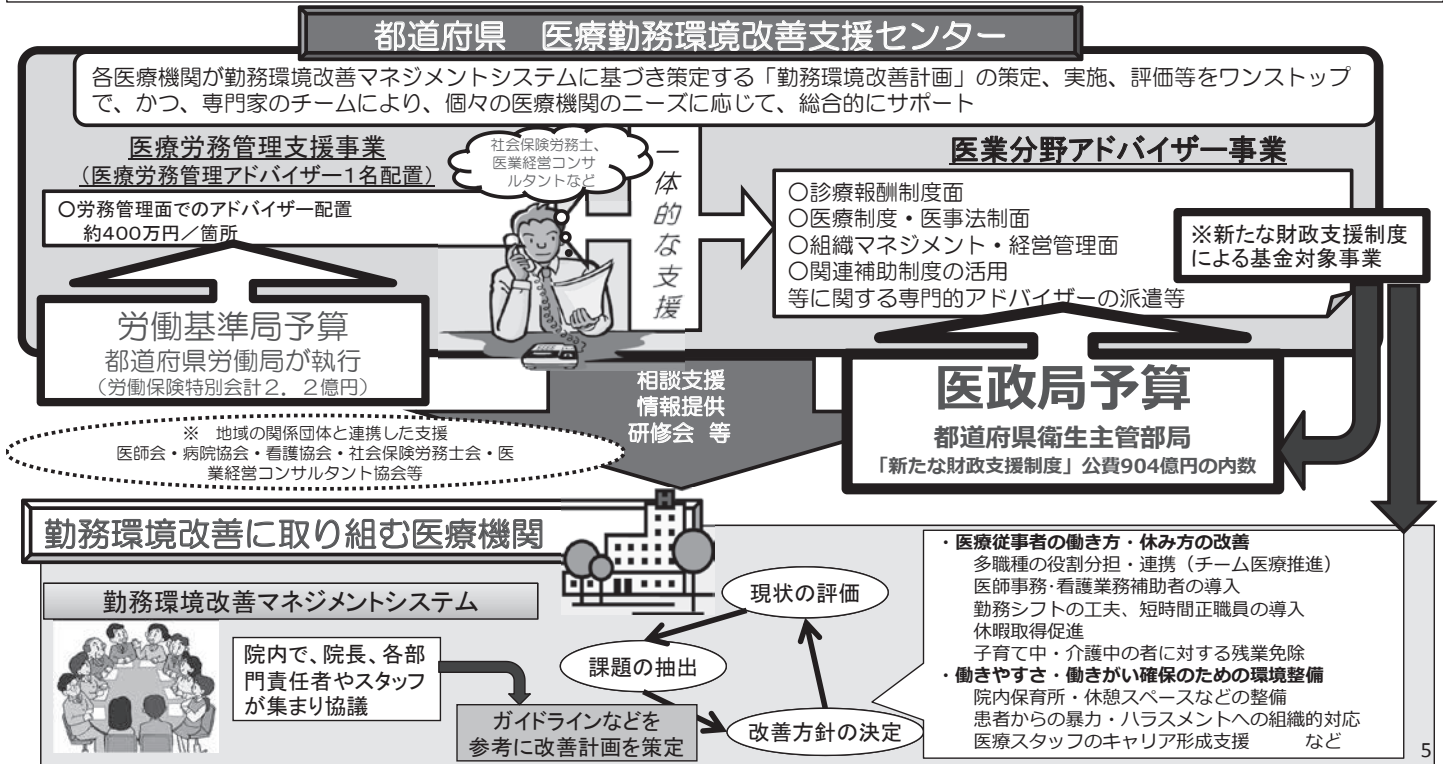 都道府県　医療勤務環境改善支援センター
各医療機関が勤務環境改善マネジメントシステムに基づき策定する「勤務環境改善計画」の策定、実施、評価等をワンストップ
で、かつ、専門家のチームにより、個々の医療機関のニーズに応じて、総合的にサポート
医療労務管理支援事業
（医療労務管理アドバイザー1名配置）
○労務管理面でのアドバイザー配置
約400万円／箇所
社会保険労務士、
医業経営コンサ
ルタントなど
一体的な支援
医業分野アドバイザー事業
○診療報酬制度面
○医療制度・医事法制面
○組織マネジメント・経営管理面
○関連補助制度の活用
等に関する専門的アドバイザーの派遣等
※新たな財政支援制度
による基金対象事業
労働基準局予算
都道府県労働局が執行
（労働保険特別会計２．２億円）
医政局予算
都道府県衛生主管部局
「新たな財政支援制度」公費904億円の内数
相談支援
情報提供
研修会 等
※　地域の関係団体と連携した支援
医師会・病院協会・看護協会・社会保険労務士会・医
業経営コンサルタント協会等
H
勤務環境改善に取り組む医療機関
勤務環境改善マネジメントシステム
院内で、院長、各部
門責任者やスタッフ
が集まり協議
ガイドラインなどを
参考に改善計画を策定
現状の評価
課題の抽出
改善方針の決定
・医療従事者の働き方・休み方の改善
多職種の役割分担・連携（チーム医療推進）
医師事務・看護業務補助者の導入
勤務シフトの工夫、短時間正職員の導入
休暇取得促進
子育て中・介護中の者に対する残業免除
・働きやすさ・働きがい確保のための環境整備
院内保育所・休憩スペースなどの整備
患者からの暴力・ハラスメントへの組織的対応
医療スタッフのキャリア形成支援　　など
5